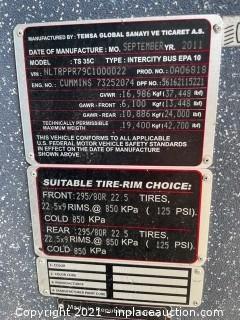 MANUFACTURED BY: TEMSA GLOBAL SANAYI VE TICARET A.S.
DATE OF MANUFACTURE: MO. SEPTEMBER YR. 2011
MODEL: TS 35C TYPE: INTERCITY BUS EPA 10
VIN: NLTRPPR79C1000022 PROD.NO: 0A06818
ENG. NO.: CUMMINS 73252074 P.D.S.NO: 56162115221
GVWR - 16,986 Kgf (37,448 lbf)
GAWR - FRONT: 6,100 Kgf (13,448 lbf)
GAWR - REAR: 10,886 Kgf (24,000 lbf)
TECHNICALLY PERMISSIBLE
MAXIMUM WEIGHT: 19,400 Kgf (42,700 lbf)
THIS VEHICLE CONFORMS TO ALL APPLICABLE
U.S. FEDERAL MOTOR VEHICLE SAFETY STANDARDS
IN EFFECT ON THE DATE OF MANUFACTURE
SUITABLE TIRE-RIM CHOICE:
FRONT: 295/80R 22.5 TIRES,
22.5x9 RIMS,@ 850 KPa ( 125 PSI).
COLD 850 KPa
REAR : 295/80R 22.5 TIRES,
22.5x9 RIMS,@ 850 KPa ( 125 PSI).
COLD 850 KPa
Copyright © 2021 - inplaceauction.com